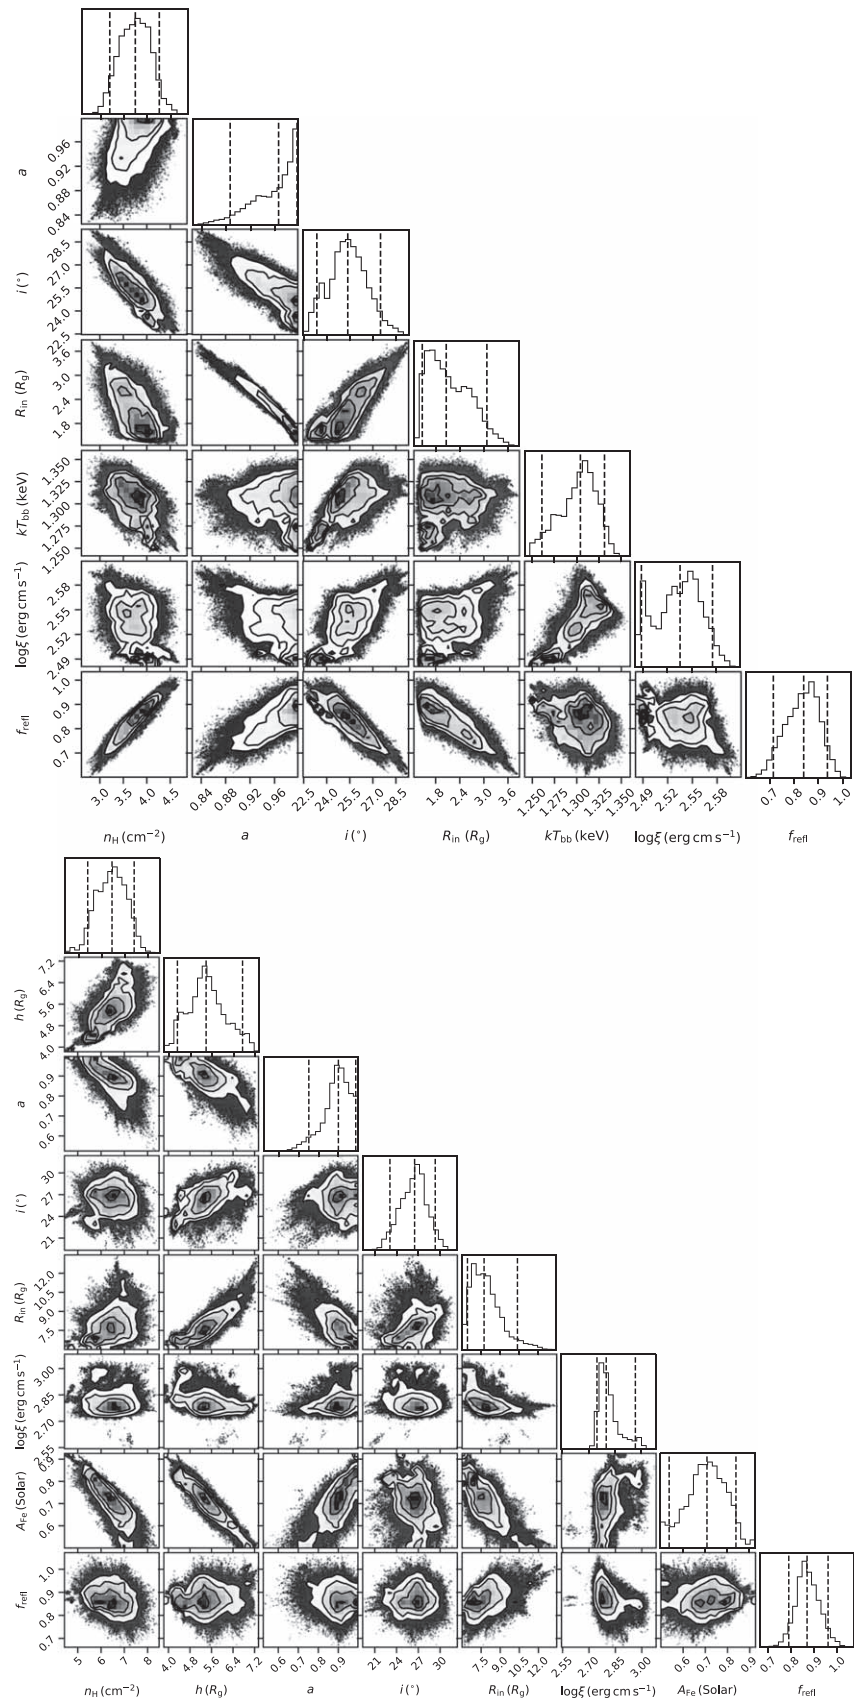 a
0.84 0.88 0.92 0.96
i (°)
22.5 24.0 25.5 27.0 28.5
R_in (R_g)
1.8 2.4 3.0 3.6
kT_bb (keV)
1.250 1.275 1.300 1.325 1.350
logξ (erg cm s⁻¹)
2.49 2.52 2.55 2.58
f_refl
0.7 0.8 0.9 1.0
3.0 3.5 4.0 4.5 0.84 0.88 0.92 0.96 22.5 24.0 25.5 27.0 28.5 1.8 2.4 3.0 3.6 1.250 1.275 1.300 1.325 1.350 2.49 2.52 2.55 2.58 0.7 0.8 0.9 1.0
n_H (cm⁻²) a i (°) R_in (R_g) kT_bb (keV) logξ (erg cm s⁻¹) f_refl
h (R_g)
4.0 4.8 5.6 6.4 7.2
a
0.6 0.7 0.8 0.9
i (°)
21 24 27 30
R_in (R_g)
7.5 9.0 10.5 12.0
logξ (erg cm s⁻¹)
2.55 2.70 2.85 3.00
A_Fe (Solar)
0.6 0.7 0.8
f_refl
0.7 0.8 0.9 1.0
5 6 7 8 4.0 4.8 5.6 6.4 7.2 0.6 0.7 0.8 0.9 21 24 27 30 7.5 9.0 10.5 12.0 2.55 2.70 2.85 3.00 0.6 0.7 0.8 0.9 0.7 0.8 0.9 1.0
n_H (cm⁻²) h (R_g) a i (°) R_in (R_g) logξ (erg cm s⁻¹) A_Fe (Solar) f_refl